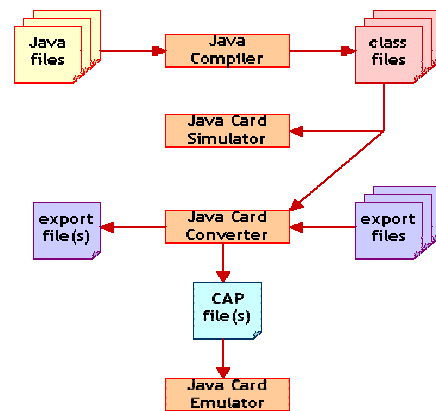 Java
files
Java
Compiler
class
files
Java Card
Simulator
export
file(s)
Java Card
Converter
export
files
CAP
file(s)
Java Card
Emulator